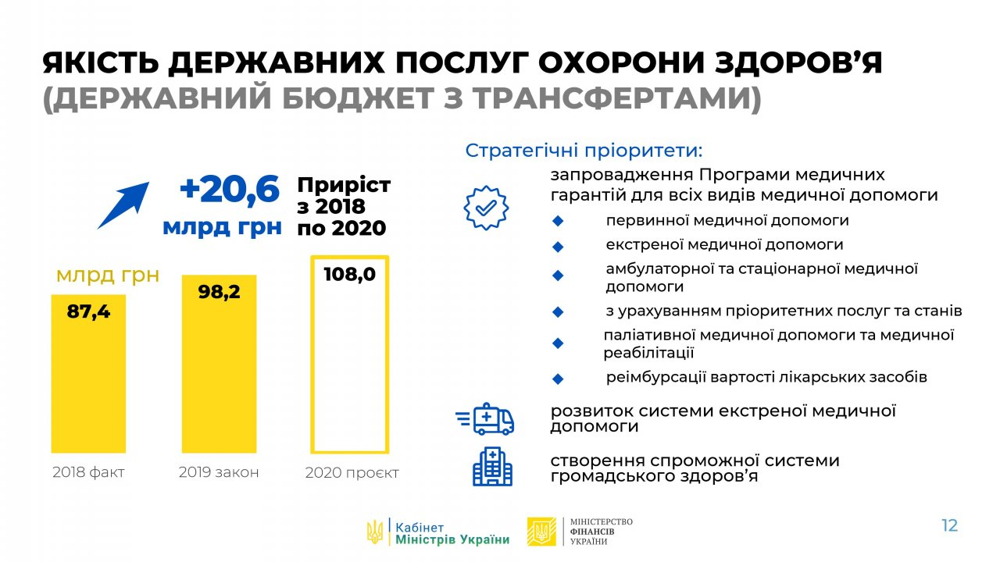 ЯКІСТЬ ДЕРЖАВНИХ ПОСЛУГ ОХОРОНИ ЗДОРОВ’Я
(ДЕРЖАВНИЙ БЮДЖЕТ З ТРАНСФЕРТАМИ)
+20,6
млрд грн
Приріст
з 2018
по 2020
млрд грн
87,4
98,2
108,0
2018 факт
2019 закон
2020 проєкт
Стратегічні пріоритети:
запровадження Програми медичних
гарантій для всіх видів медичної допомоги
первинної медичної допомоги
екстреної медичної допомоги
амбулаторної та стаціонарної медичної
допомоги
з урахуванням пріоритетних послуг та станів
паліативної медичної допомоги та медичної
реабілітації
реімбурсації вартості лікарських засобів
розвиток системи екстреної медичної
допомоги
створення спроможної системи
громадського здоров’я
Кабінет
Міністрів України
МІНІСТЕРСТВО
ФІНАНСІВ
УКРАЇНИ
12